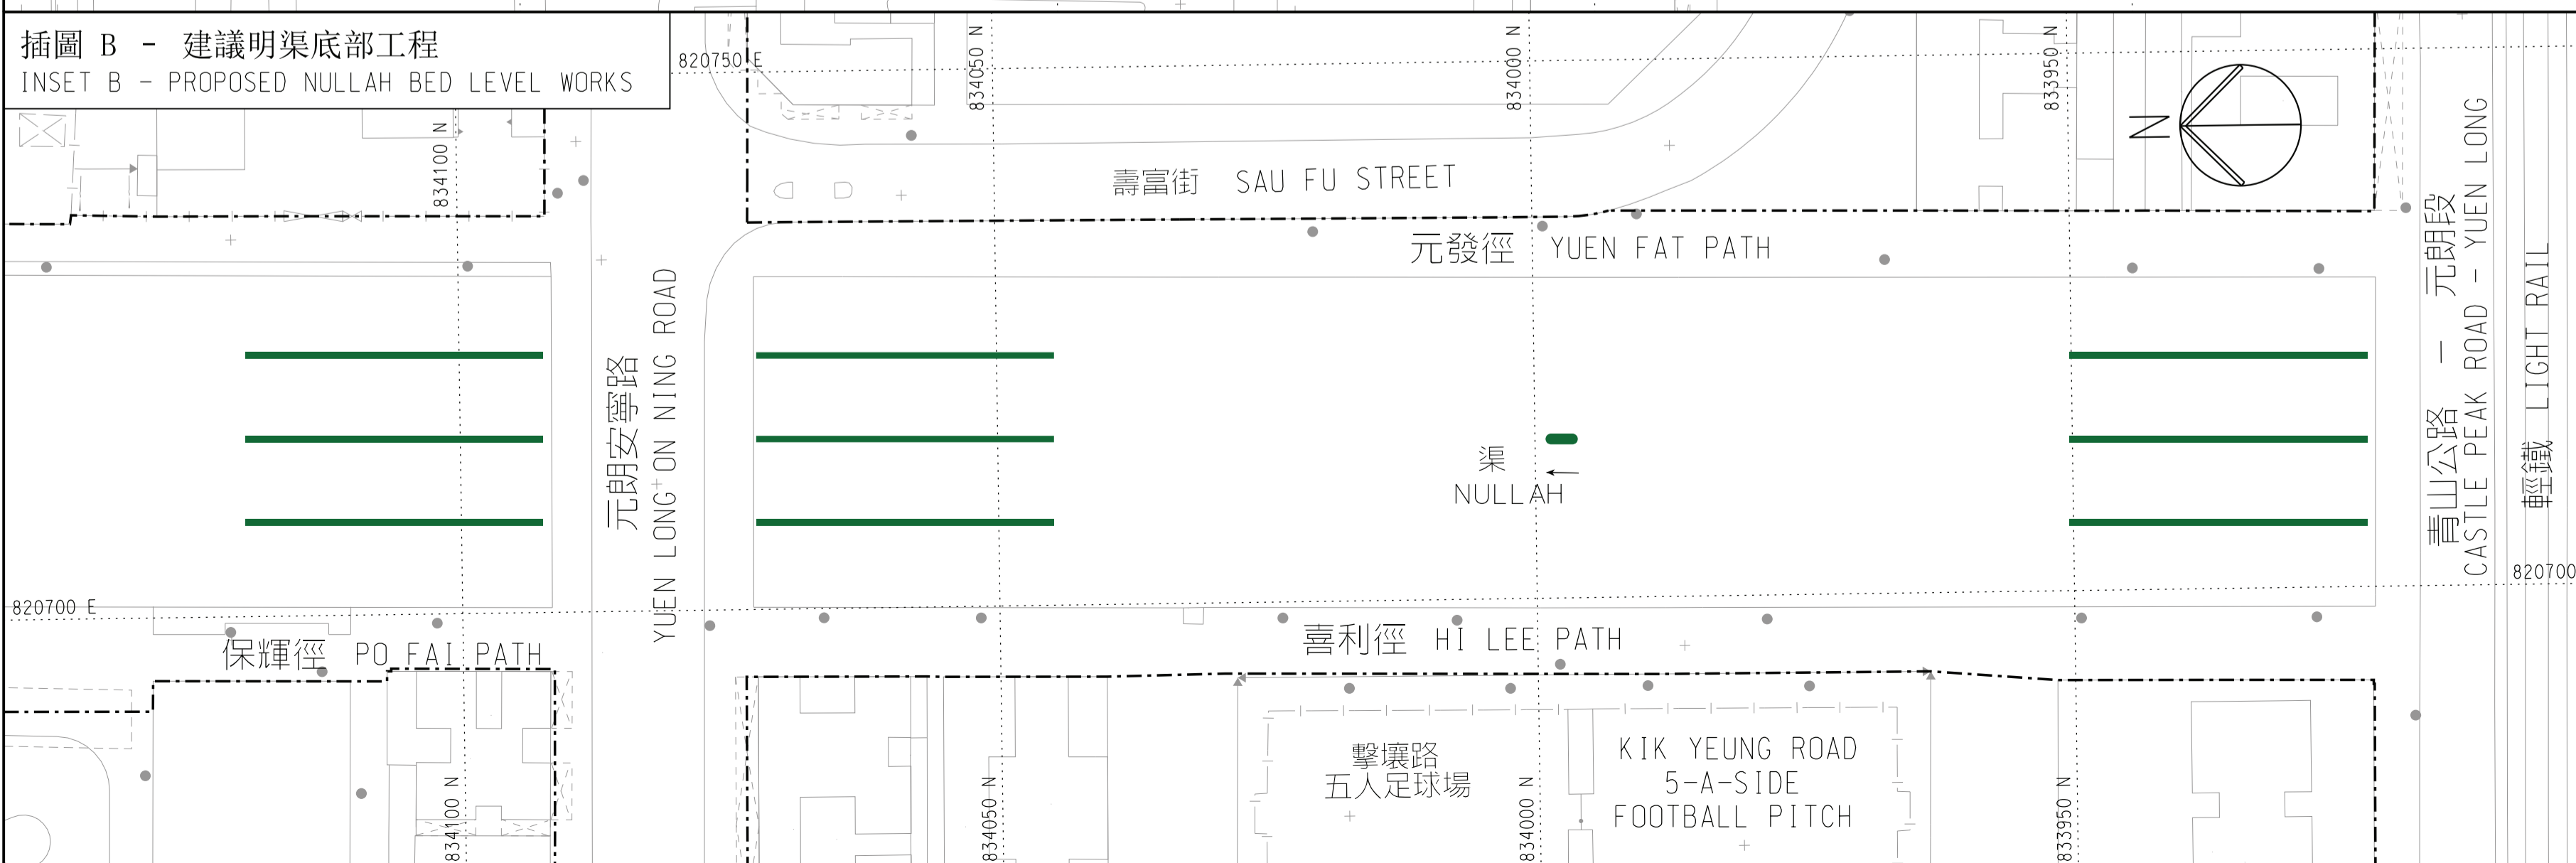 插圖 B - 建議明渠底部工程
INSET B - PROPOSED NULLAH BED LEVEL WORKS
820750 E
834100 N
834050 N
834000 N
833950 N
N
壽富街 SAU FU STREET
元發徑 YUEN FAT PATH
元朗安寧路
YUEN LONG ON NING ROAD
渠
NULLAH
青山公路 - 元朗段
CASTLE PEAK ROAD - YUEN LONG
輕鐵 LIGHT RAIL
820700 E
820700
保輝徑 PO FAI PATH
喜利徑 HI LEE PATH
擊壤路
五人足球場
KIK YEUNG ROAD
5-A-SIDE
FOOTBALL PITCH
834100 N
834050 N
834000 N
833950 N